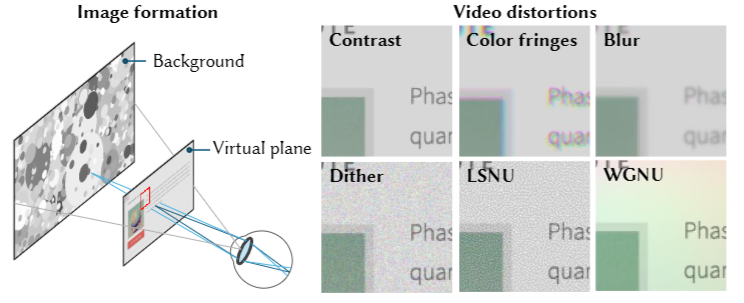 Image formation
Background
Virtual plane
Video distortions
Contrast
Phas
quar
Color fringes
Phas
quar
Blur
Phas
quar
Dither
Phas
quar
LSNU
Phas
quar
WGNU
Phas
quar